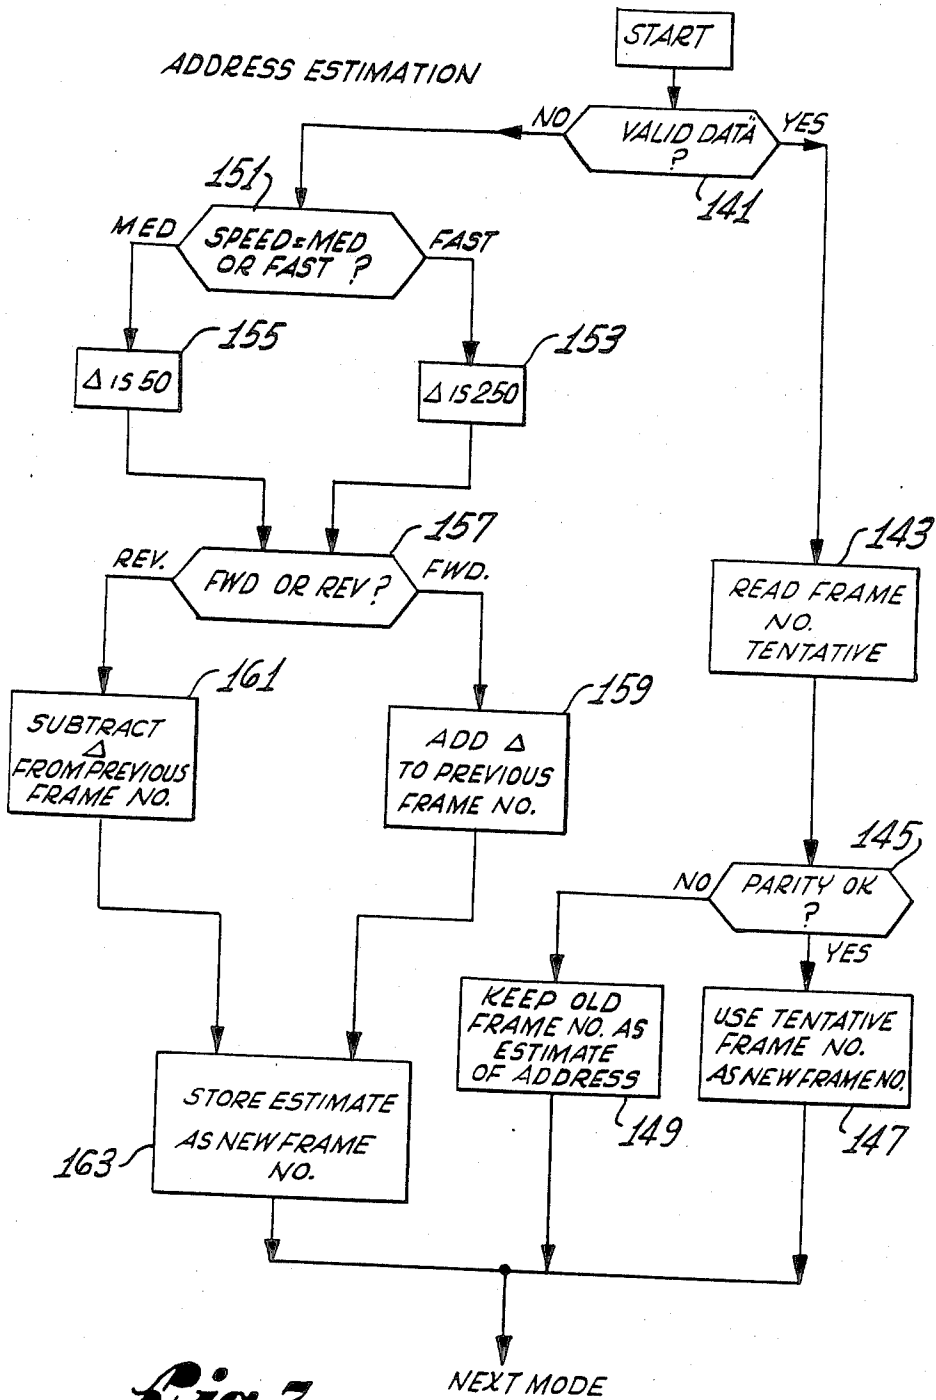 START
ADDRESS ESTIMATION
NO
VALID DATA"
?
YES
141
151
MED
SPEED=MED
OR FAST ?
FAST
155
Δ IS 50
153
Δ IS 250
157
REV.
FWD OR REV ?
FWD.
143
READ FRAME
NO.
TENTATIVE
161
SUBTRACT
Δ
FROM PREVIOUS
FRAME NO.
159
ADD Δ
TO PREVIOUS
FRAME NO.
145
NO
PARITY OK
?
YES
KEEP OLD
FRAME NO. AS
ESTIMATE
OF ADDRESS
149
USE TENTATIVE
FRAME NO.
AS NEW FRAME NO.
147
STORE ESTIMATE
AS NEW FRAME
NO.
163
NEXT MODE